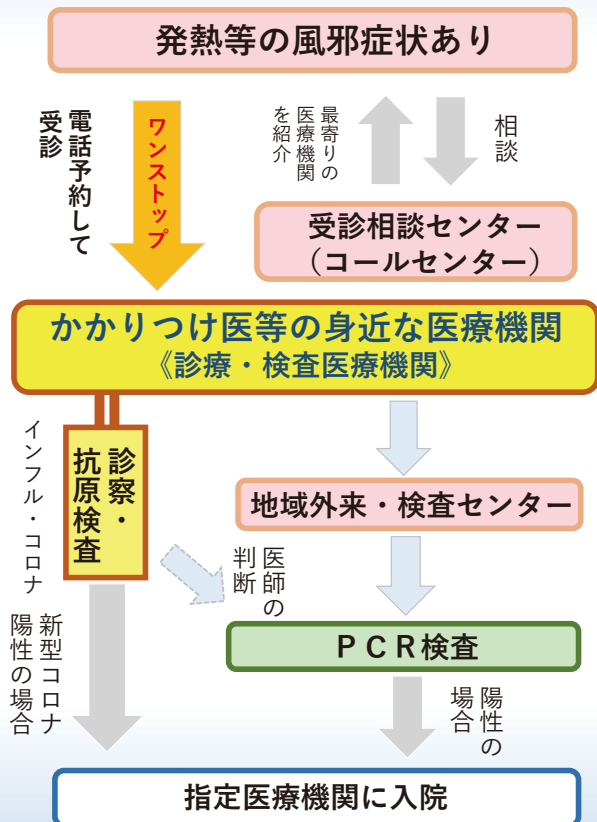 発熱等の風邪症状あり
電話予約して
受診
ワンストップ
最寄りの
医療機関
を紹介
相談
受診相談センター
（コールセンター）
かかりつけ医等の身近な医療機関
《診療・検査医療機関》
インフル・コロナ
診察・
抗原検査
地域外来・検査センター
医師の
判断
ＰＣＲ検査
新型コロナ
陽性の場合
陽性の
場合
指定医療機関に入院